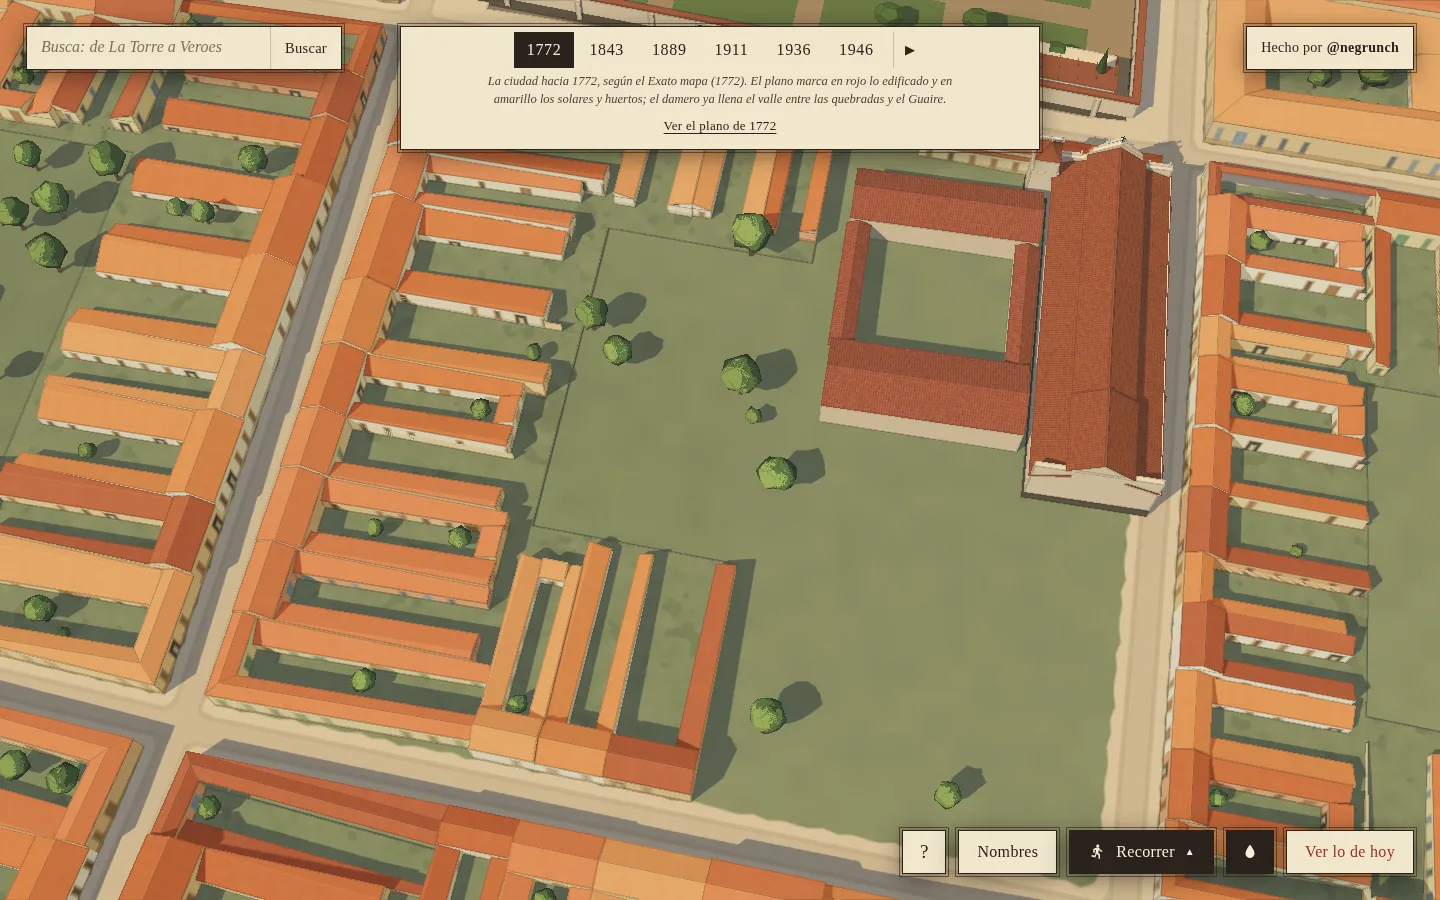 Busca: de La Torre a Veroes
Buscar
1772 1843 1889 1911 1936 1946
La ciudad hacia 1772, según el Exato mapa (1772). El plano marca en rojo lo edificado y en
amarillo los solares y huertos; el damero ya llena el valle entre las quebradas y el Guaire.
Ver el plano de 1772
Hecho por @negrunch
?
Nombres
Recorrer
Ver lo de hoy